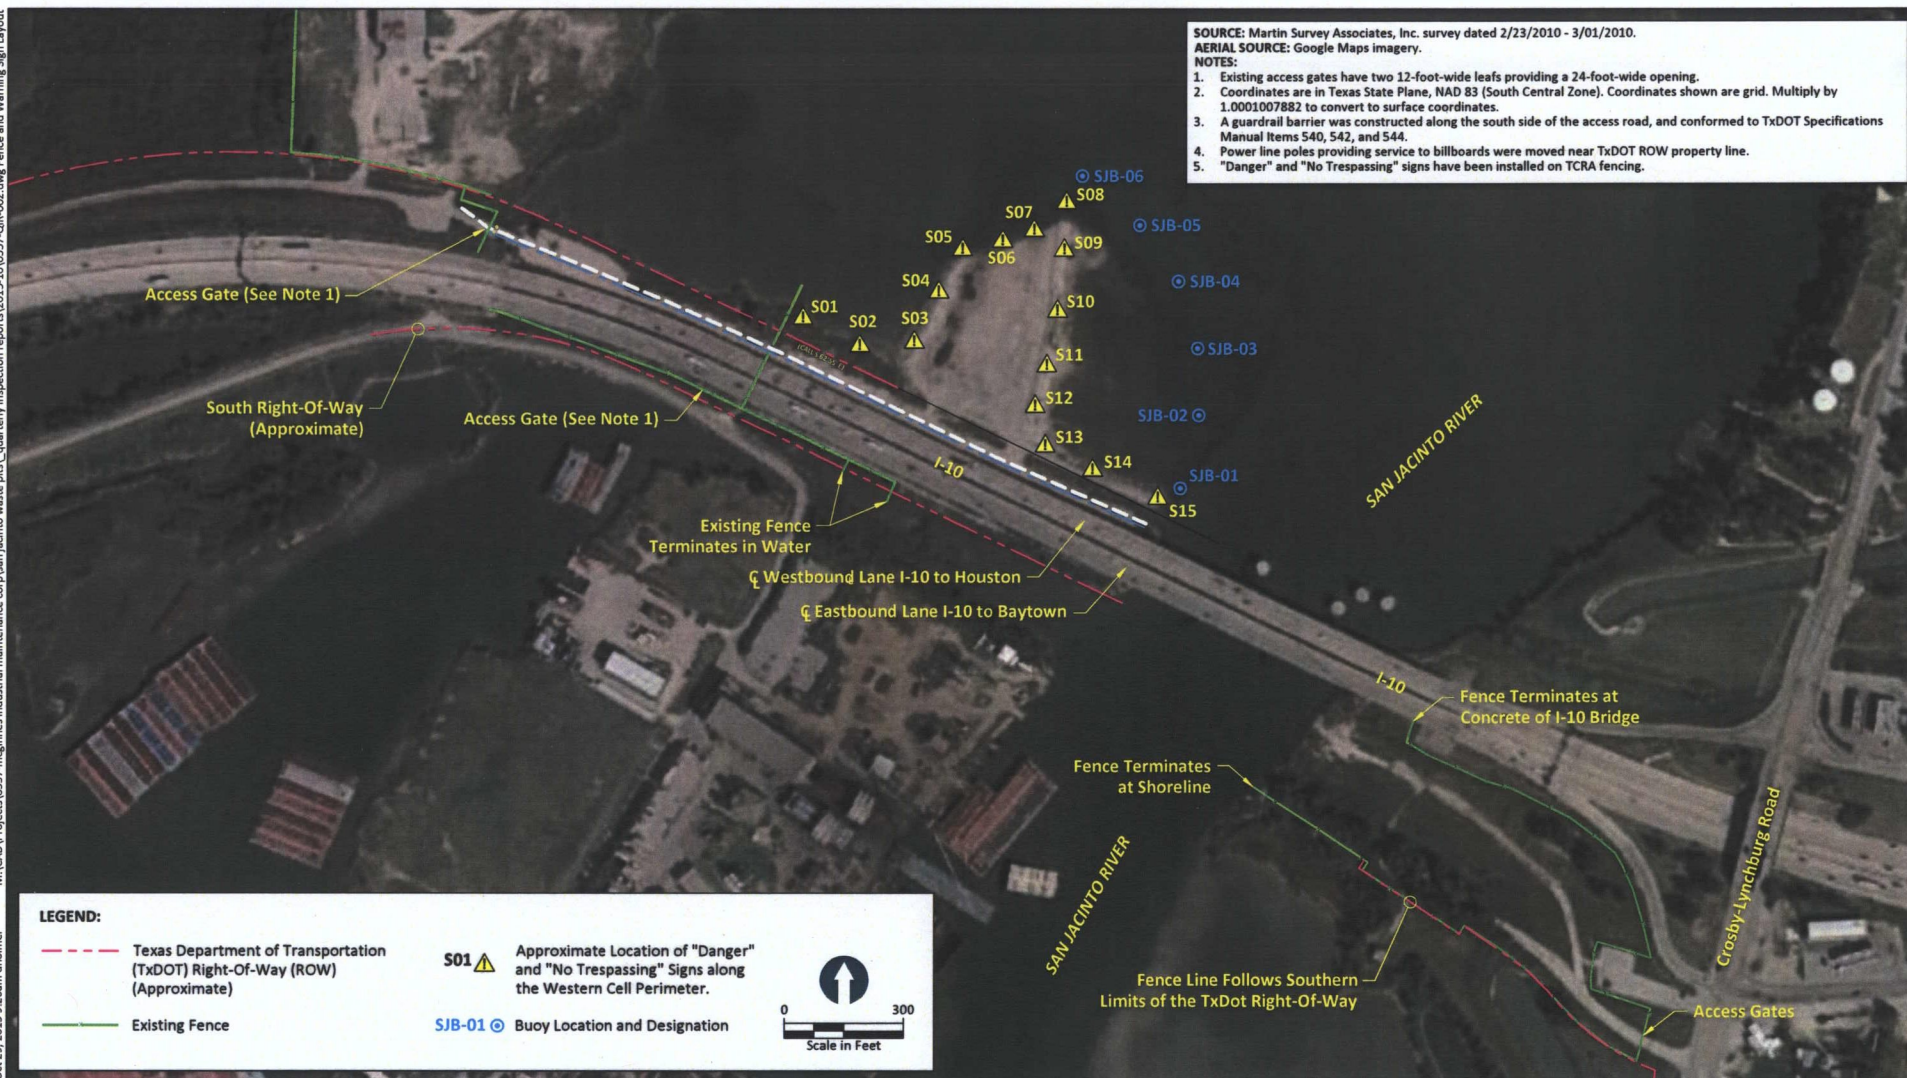 SOURCE: Martin Survey Associates, Inc. survey dated 2/23/2010 - 3/01/2010.
AERIAL SOURCE: Google Maps imagery.
NOTES:
1. Existing access gates have two 12-foot-wide leafs providing a 24-foot-wide opening.
2. Coordinates are in Texas State Plane, NAD 83 (South Central Zone). Coordinates shown are grid. Multiply by
1.0001007882 to convert to surface coordinates.
3. A guardrail barrier was constructed along the south side of the access road, and conformed to TxDOT Specifications
Manual Items 540, 542, and 544.
4. Power line poles providing service to billboards were moved near TxDOT ROW property line.
5. "Danger" and "No Trespassing" signs have been installed on TCRA fencing.
SJB-06
S08
S07
SJB-05
S05
S06
S09
SJB-04
S04
Access Gate (See Note 1)
S01
S02
S03
S10
SJB-03
S11
South Right-Of-Way
(Approximate)
Access Gate (See Note 1)
S12
SJB-02
S13
I-10
S14
SJB-01
S15
SAN JACINTO RIVER
Existing Fence
Terminates in Water
℄ Westbound Lane I-10 to Houston
℄ Eastbound Lane I-10 to Baytown
I-10
Fence Terminates at
Concrete of I-10 Bridge
Fence Terminates
at Shoreline
Crosby-Lynchburg Road
SAN JACINTO RIVER
Fence Line Follows Southern
Limits of the TxDot Right-Of-Way
Access Gates
LEGEND:
Texas Department of Transportation
(TxDOT) Right-Of-Way (ROW)
(Approximate)
Existing Fence
S01
Approximate Location of "Danger"
and "No Trespassing" Signs along
the Western Cell Perimeter.
SJB-01
Buoy Location and Designation
0 300
Scale in Feet